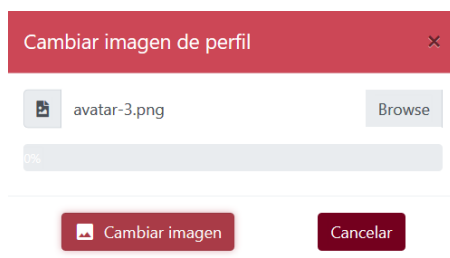 Cambiar imagen de perfil ×
avatar-3.png Browse
0%
Cambiar imagen Cancelar